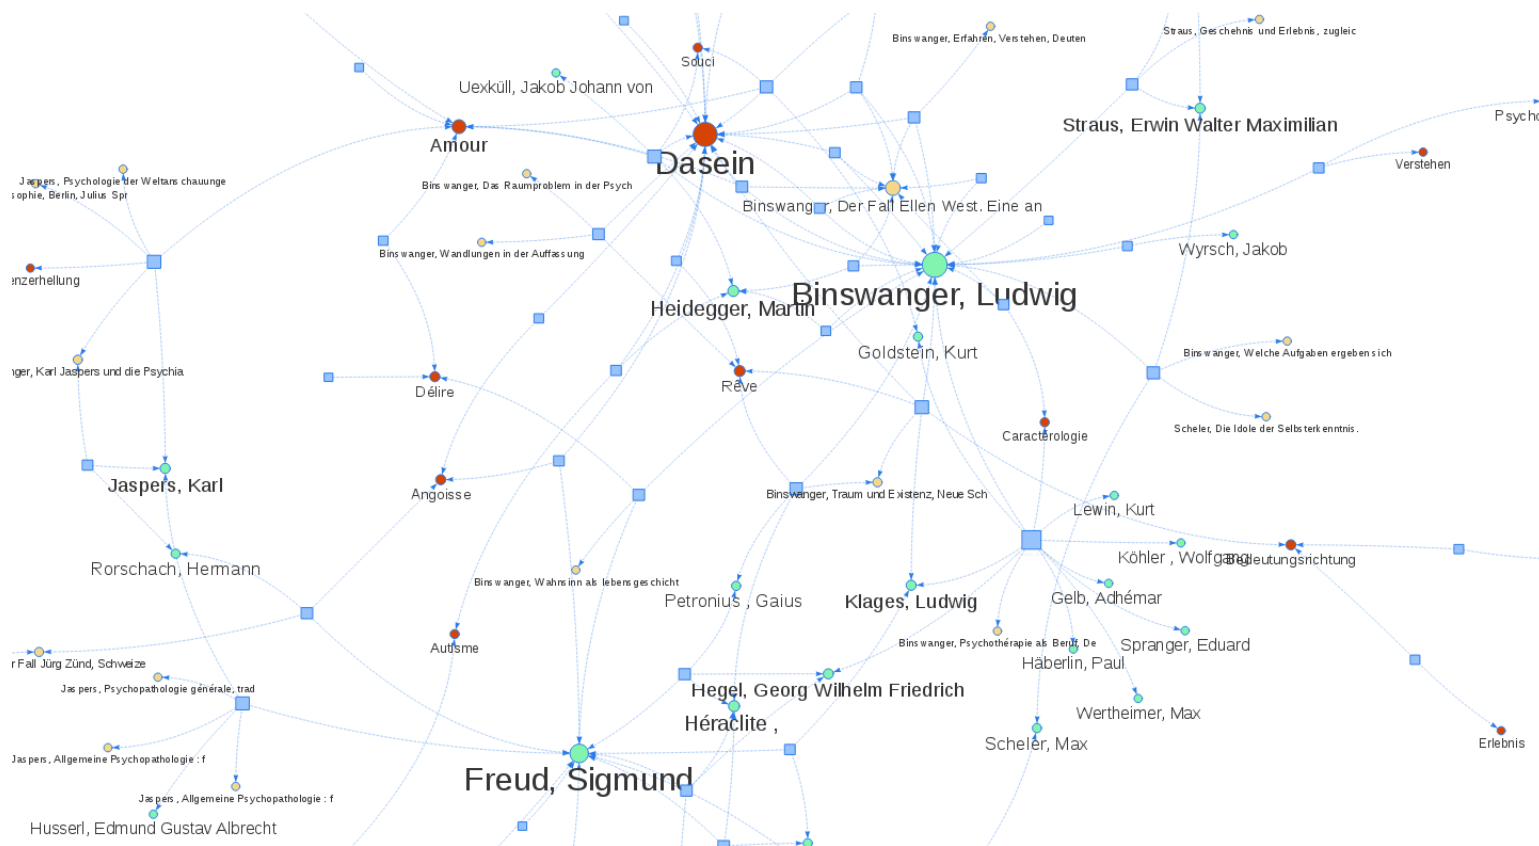 Straus, Geschehnis und Erlebnis, zugleic
Binswanger, Erfahren, Verstehen, Deuten
Souci
Uexküll, Jakob Johann von
Psycho
Straus, Erwin Walter Maximilian
Amour
Dasein
Verstehen
Jaspers, Psychologie der Weltanschauunge
Binswanger, Das Raumproblem in der Psych
sophie, Berlin, Julius Spr
Binswanger, Der Fall Ellen West. Eine an
Wyrsch, Jakob
Binswanger, Wandlungen in der Auffassung
enzerhellung
Binswanger, Ludwig
Heidegger, Martin
Goldstein, Kurt
Binswanger, Welche Aufgaben ergeben sich
nger, Karl Jaspers und die Psychia
Rêve
Délire
Scheler, Die Idole der Selbsterkenntnis.
Caractérologie
Jaspers, Karl
Angoisse
Binswanger, Traum und Existenz, Neue Sch
Lewin, Kurt
Köhler , Wolfgang
Bedeutungsrichtung
Rorschach, Hermann
Binswanger, Wahnsinn als lebensgeschicht
Petronius , Gaius
Klages, Ludwig
Gelb, Adhémar
Binswanger, Psychothérapie als Beruf, De
Spranger, Eduard
Autisme
r Fall Jürg Zünd, Schweize
Häberlin, Paul
Jaspers, Psychopathologie générale, trad
Hegel, Georg Wilhelm Friedrich
Wertheimer, Max
Héraclite ,
Scheler, Max
Erlebnis
Jaspers, Allgemeine Psychopathologie : f
Freud, Sigmund
Jaspers, Allgemeine Psychopathologie : f
Husserl, Edmund Gustav Albrecht